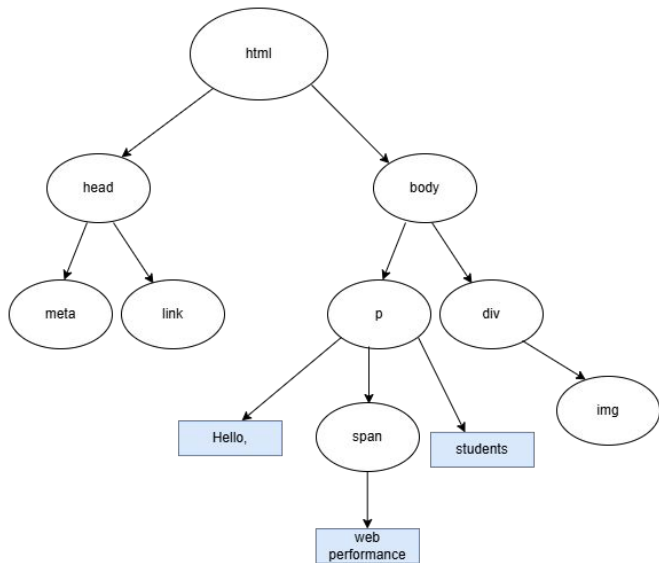 html
head
body
meta
link
p
div
img
Hello,
span
students
web
performance